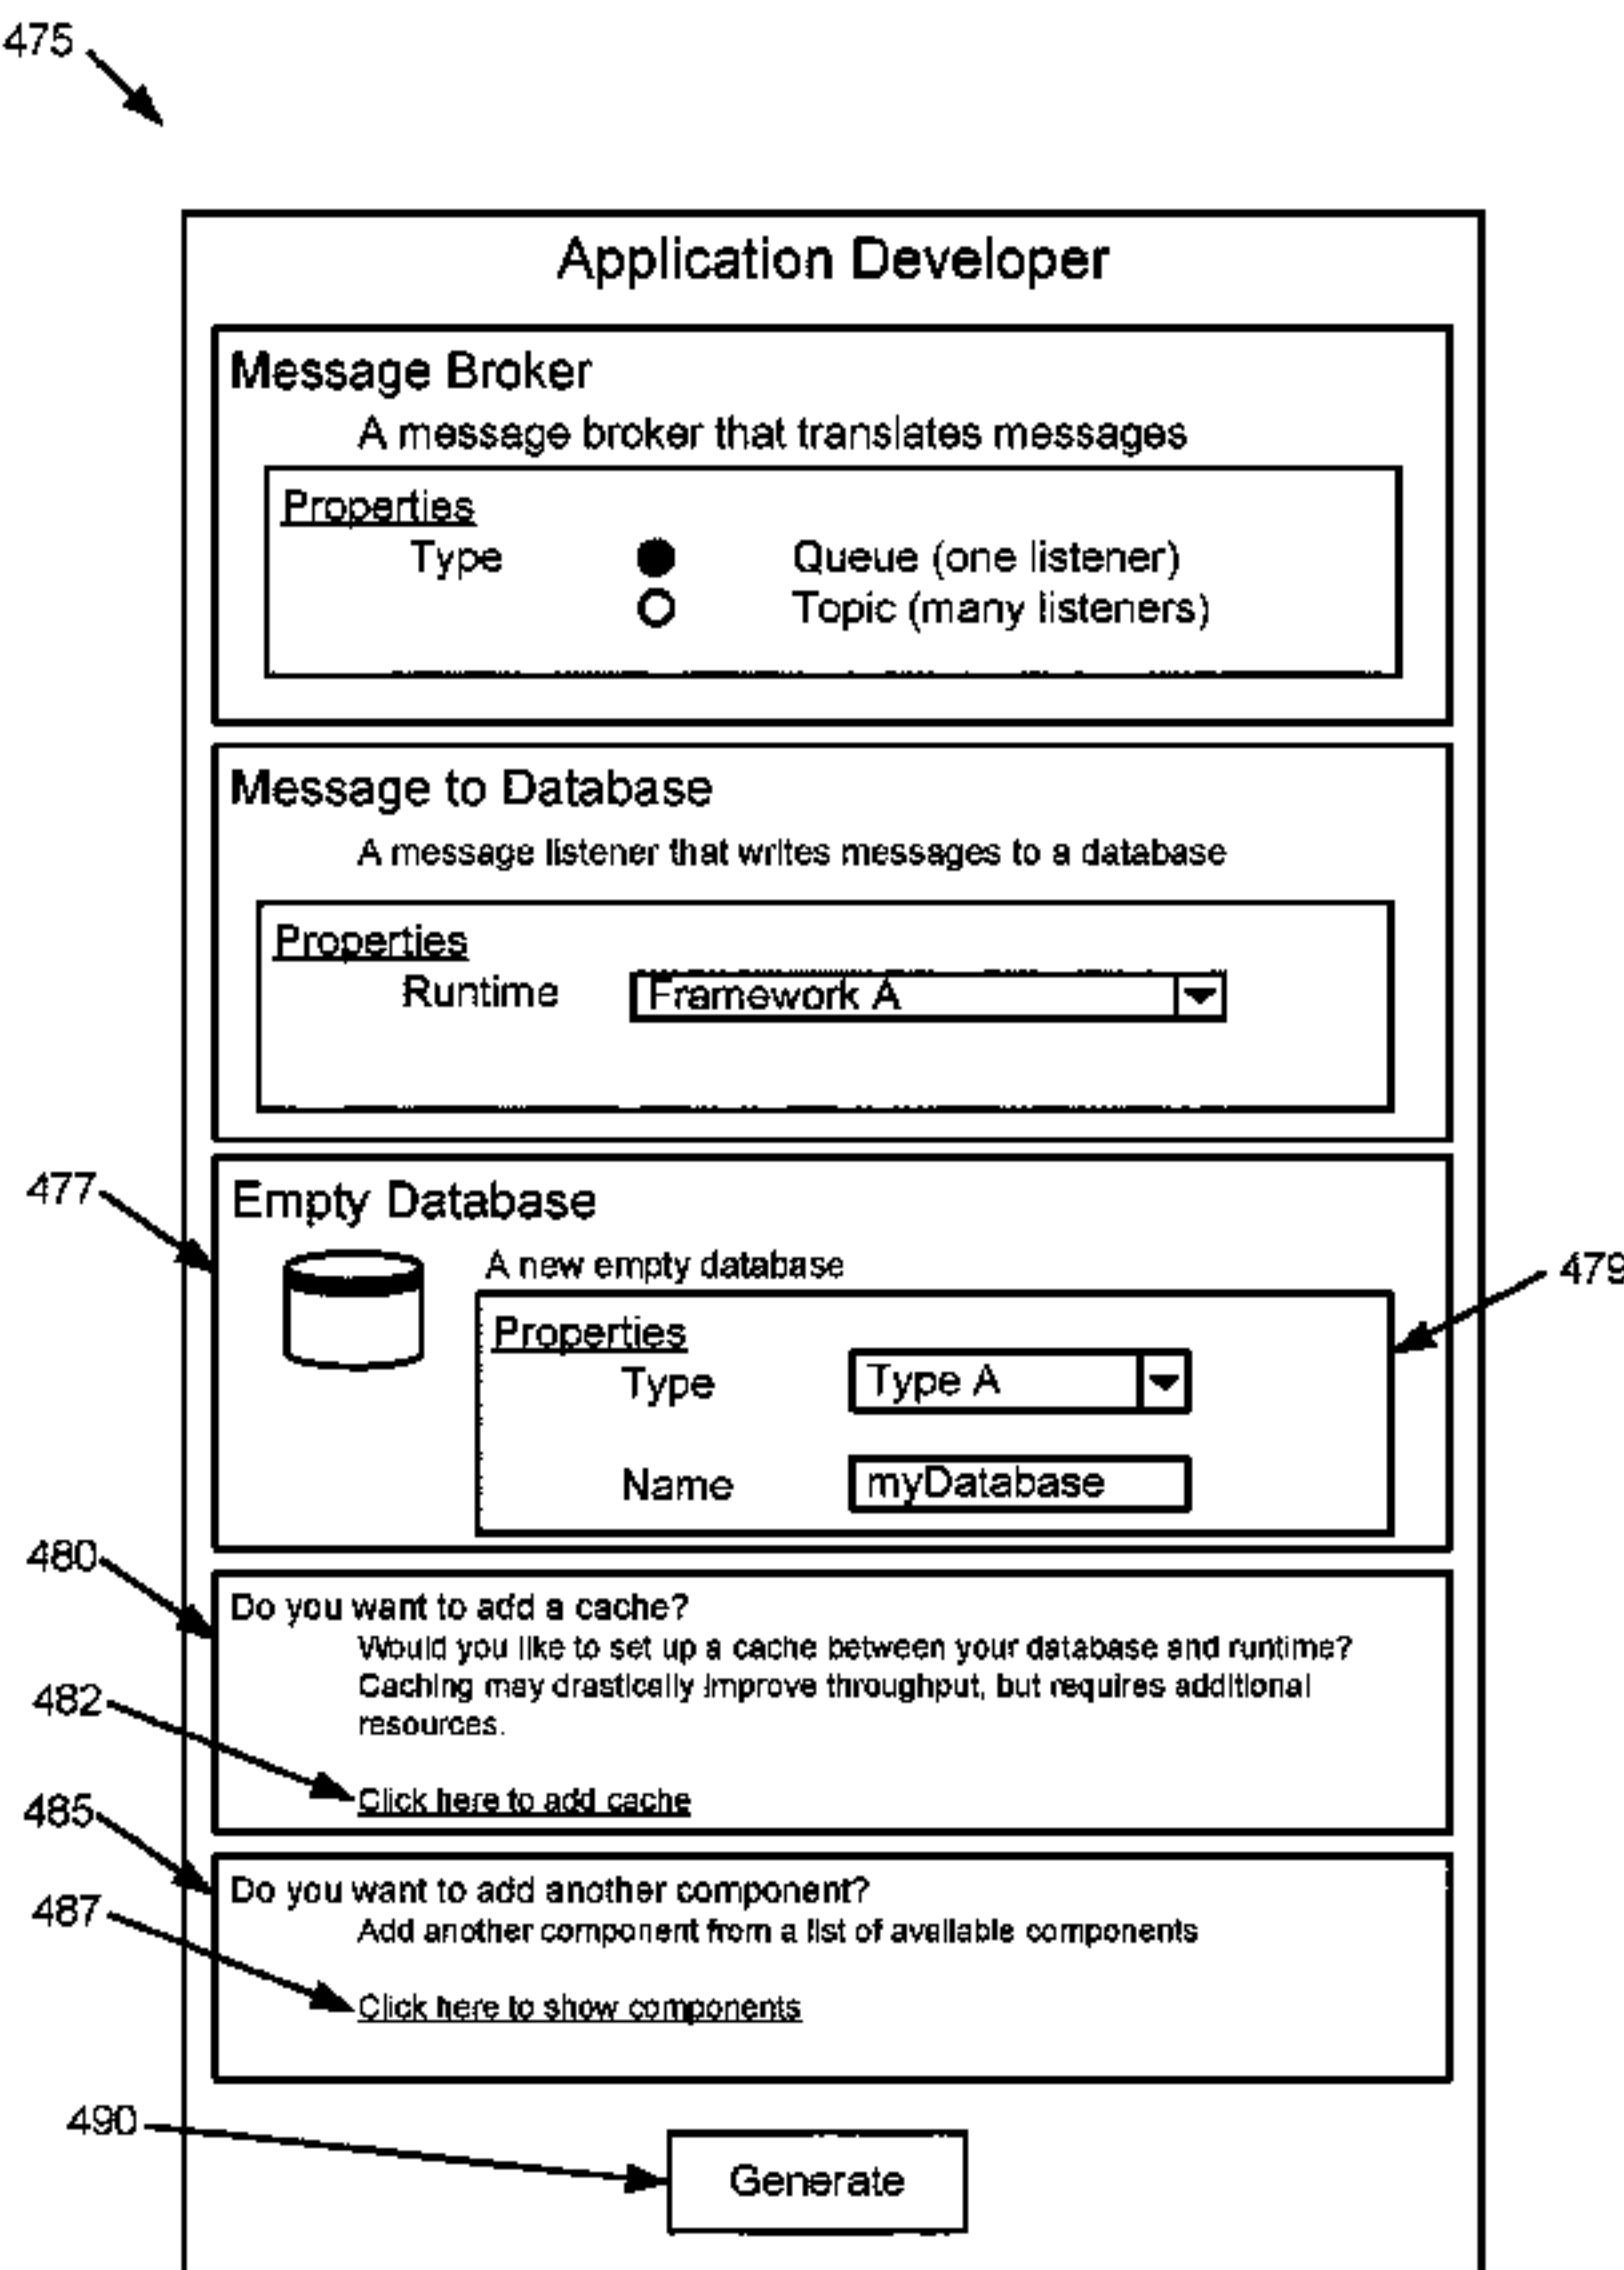 475
Application Developer
Message Broker
A message broker that translates messages
Properties
Type Queue (one listener)
Topic (many listeners)
Message to Database
A message listener that writes messages to a database
Properties
Runtime Framework A
477
Empty Database
A new empty database
479
Properties
Type Type A
Name myDatabase
480
Do you want to add a cache?
Would you like to set up a cache between your database and runtime?
Caching may drastically improve throughput, but requires additional
resources.
482
Click here to add cache
485
Do you want to add another component?
487
Add another component from a list of available components
Click here to show components
490
Generate